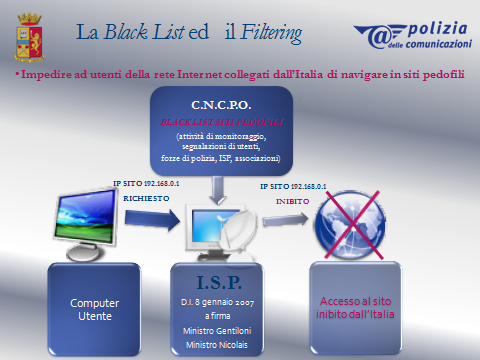 La Black List ed il Filtering
polizia
delle comunicazioni
• Impedire ad utenti della rete Internet collegati dall'Italia di navigare in siti pedofili
C.N.C.P.O.
BLACK LIST SITI PEDOFILI
(attività di monitoraggio,
segnalazioni di utenti,
forze di polizia, ISP, associazioni)
IP SITO 192.168.0.1
RICHIESTO
IP SITO 192.168.0.1
INIBITO
Computer
Utente
I.S.P.
D.I. 8 gennaio 2007
a firma
Ministro Gentiloni
Ministro Nicolais
Accesso al sito
inibito dall'Italia